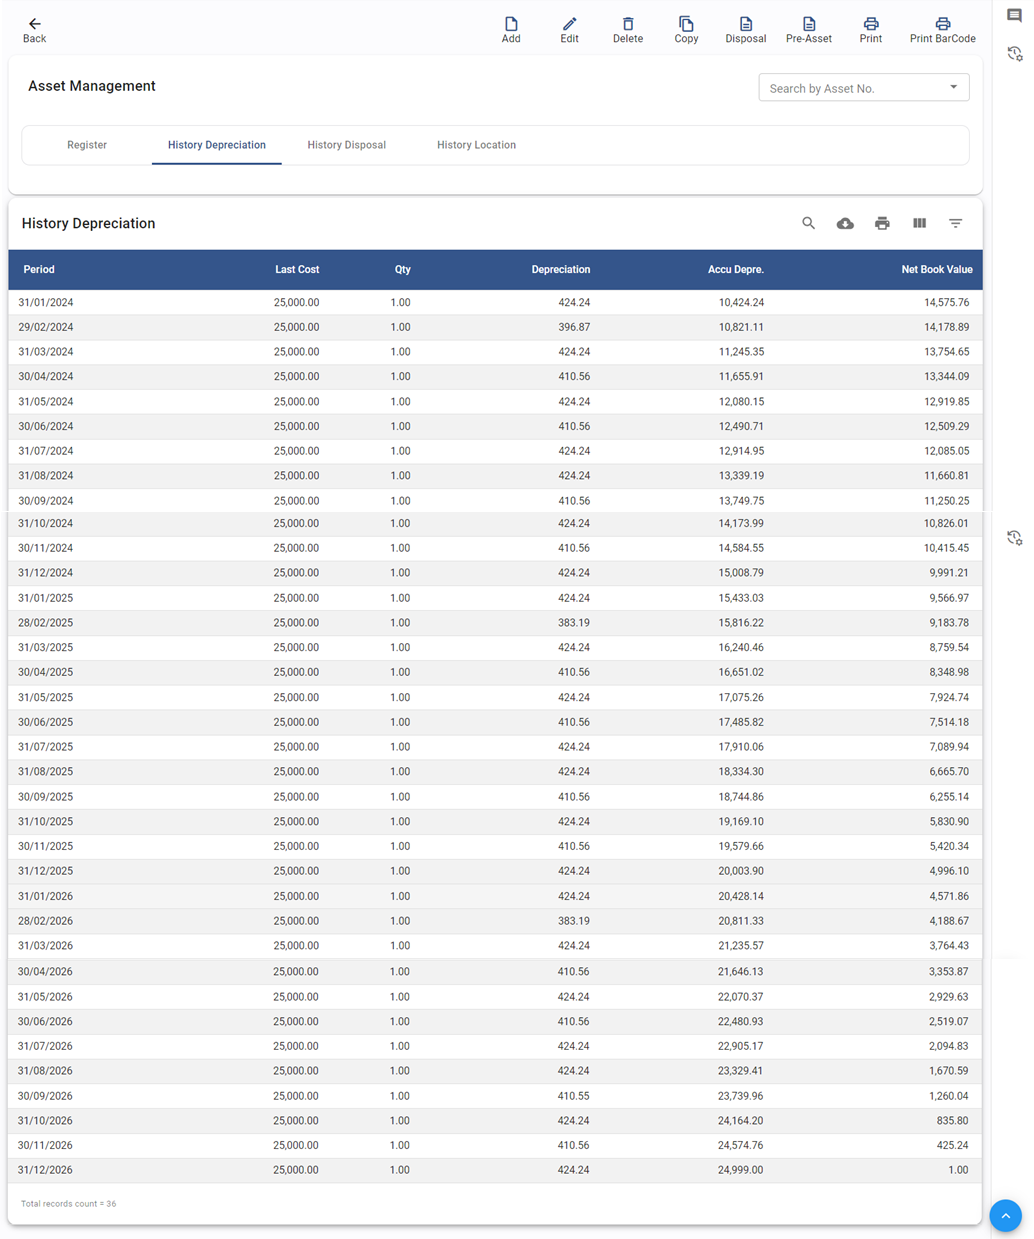 Back Add Edit Delete Copy Disposal Pre-Asset Print Print BarCode
Asset Management Search by Asset No.
Register History Depreciation History Disposal History Location
History Depreciation
Period Last Cost Qty Depreciation Accu Depre. Net Book Value
31/01/2024 25,000.00 1.00 424.24 10,424.24 14,575.76
29/02/2024 25,000.00 1.00 396.87 10,821.11 14,178.89
31/03/2024 25,000.00 1.00 424.24 11,245.35 13,754.65
30/04/2024 25,000.00 1.00 410.56 11,655.91 13,344.09
31/05/2024 25,000.00 1.00 424.24 12,080.15 12,919.85
30/06/2024 25,000.00 1.00 410.56 12,490.71 12,509.29
31/07/2024 25,000.00 1.00 424.24 12,914.95 12,085.05
31/08/2024 25,000.00 1.00 424.24 13,339.19 11,660.81
30/09/2024 25,000.00 1.00 410.56 13,749.75 11,250.25
31/10/2024 25,000.00 1.00 424.24 14,173.99 10,826.01
30/11/2024 25,000.00 1.00 410.56 14,584.55 10,415.45
31/12/2024 25,000.00 1.00 424.24 15,008.79 9,991.21
31/01/2025 25,000.00 1.00 424.24 15,433.03 9,566.97
28/02/2025 25,000.00 1.00 383.19 15,816.22 9,183.78
31/03/2025 25,000.00 1.00 424.24 16,240.46 8,759.54
30/04/2025 25,000.00 1.00 410.56 16,651.02 8,348.98
31/05/2025 25,000.00 1.00 424.24 17,075.26 7,924.74
30/06/2025 25,000.00 1.00 410.56 17,485.82 7,514.18
31/07/2025 25,000.00 1.00 424.24 17,910.06 7,089.94
31/08/2025 25,000.00 1.00 424.24 18,334.30 6,665.70
30/09/2025 25,000.00 1.00 410.56 18,744.86 6,255.14
31/10/2025 25,000.00 1.00 424.24 19,169.10 5,830.90
30/11/2025 25,000.00 1.00 410.56 19,579.66 5,420.34
31/12/2025 25,000.00 1.00 424.24 20,003.90 4,996.10
31/01/2026 25,000.00 1.00 424.24 20,428.14 4,571.86
28/02/2026 25,000.00 1.00 383.19 20,811.33 4,188.67
31/03/2026 25,000.00 1.00 424.24 21,235.57 3,764.43
30/04/2026 25,000.00 1.00 410.56 21,646.13 3,353.87
31/05/2026 25,000.00 1.00 424.24 22,070.37 2,929.63
30/06/2026 25,000.00 1.00 410.56 22,480.93 2,519.07
31/07/2026 25,000.00 1.00 424.24 22,905.17 2,094.83
31/08/2026 25,000.00 1.00 424.24 23,329.41 1,670.59
30/09/2026 25,000.00 1.00 410.55 23,739.96 1,260.04
31/10/2026 25,000.00 1.00 424.24 24,164.20 835.80
30/11/2026 25,000.00 1.00 410.56 24,574.76 425.24
31/12/2026 25,000.00 1.00 424.24 24,999.00 1.00
Total records count = 36